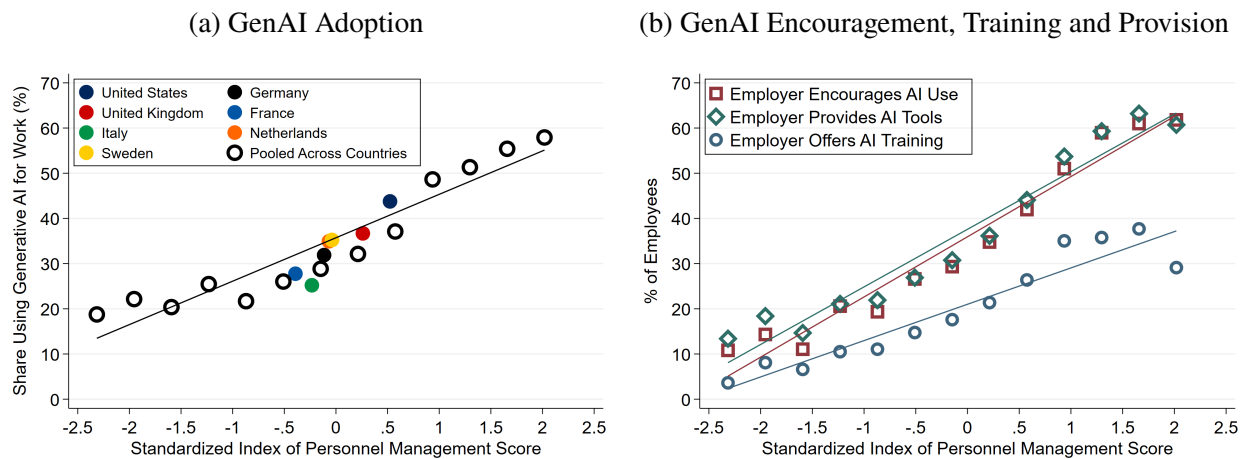 (a) GenAI Adoption
Share Using Generative AI for Work (%)
70
60
50
40
30
20
10
0
United States
United Kingdom
Italy
Sweden
Germany
France
Netherlands
Pooled Across Countries
-2.5 -2 -1.5 -1 -.5 0 .5 1 1.5 2 2.5
Standardized Index of Personnel Management Score
(b) GenAI Encouragement, Training and Provision
% of Employees
70
60
50
40
30
20
10
0
Employer Encourages AI Use
Employer Provides AI Tools
Employer Offers AI Training
-2.5 -2 -1.5 -1 -.5 0 .5 1 1.5 2 2.5
Standardized Index of Personnel Management Score